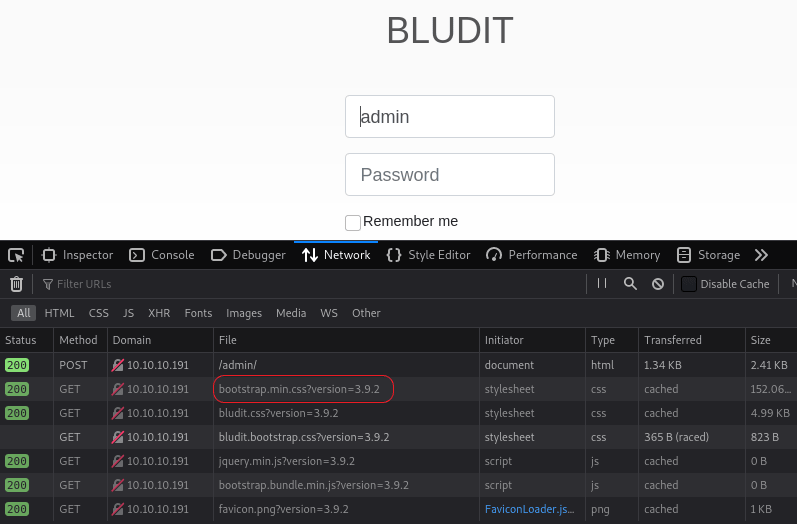 BLUDIT
admin
Password
Remember me
Inspector Console Debugger Network Style Editor Performance Memory Storage
Filter URLs Disable Cache N
All HTML CSS JS XHR Fonts Images Media WS Other
Status Method Domain File Initiator Type Transferred Size
200 POST 10.10.10.191 /admin/ document html 1.34 KB 2.41 KB
200 GET 10.10.10.191 bootstrap.min.css?version=3.9.2 stylesheet css cached 152.06...
200 GET 10.10.10.191 bludit.css?version=3.9.2 stylesheet css cached 4.99 KB
GET 10.10.10.191 bludit.bootstrap.css?version=3.9.2 stylesheet css 365 B (raced) 823 B
200 GET 10.10.10.191 jquery.min.js?version=3.9.2 script js cached 0 B
200 GET 10.10.10.191 bootstrap.bundle.min.js?version=3.9.2 script js cached 0 B
200 GET 10.10.10.191 favicon.png?version=3.9.2 FaviconLoader.js... png cached 1 KB